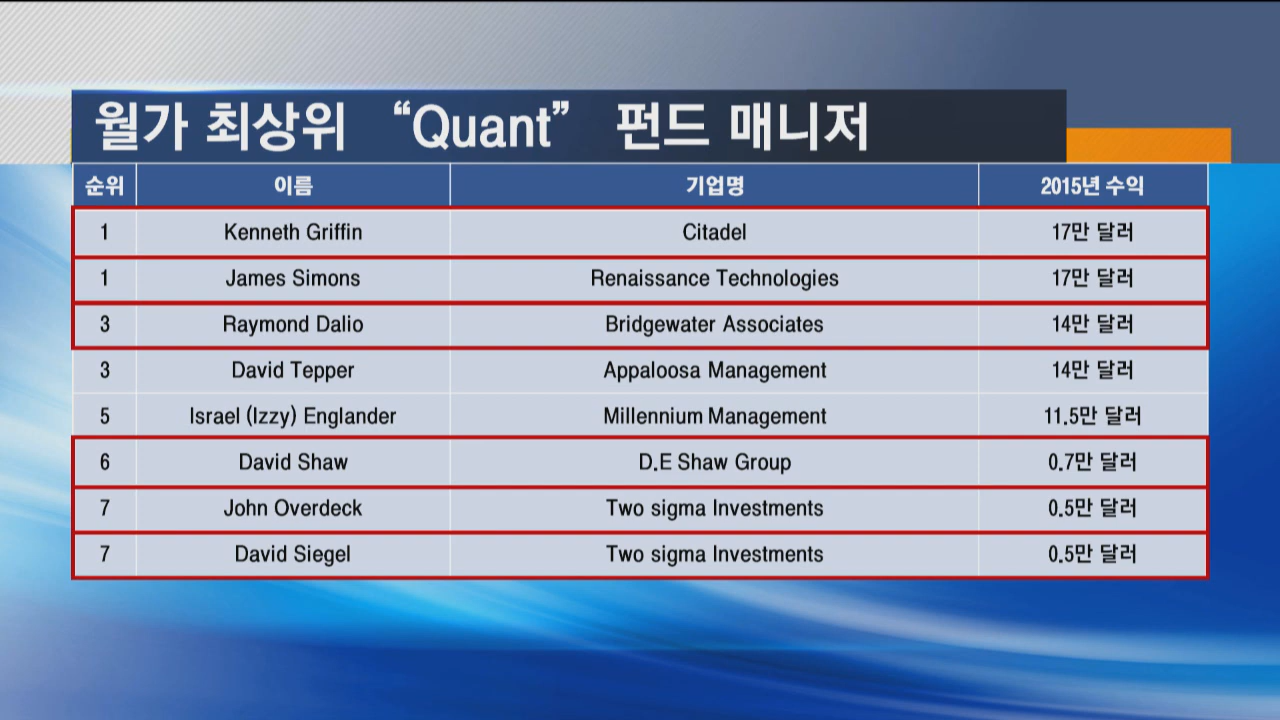 월가 최상위 “Quant” 펀드 매니저
순위 이름 기업명 2015년 수익
1 Kenneth Griffin Citadel 17만 달러
1 James Simons Renaissance Technologies 17만 달러
3 Raymond Dalio Bridgewater Associates 14만 달러
3 David Tepper Appaloosa Management 14만 달러
5 Israel (Izzy) Englander Millennium Management 11.5만 달러
6 David Shaw D.E Shaw Group 0.7만 달러
7 John Overdeck Two sigma Investments 0.5만 달러
7 David Siegel Two sigma Investments 0.5만 달러